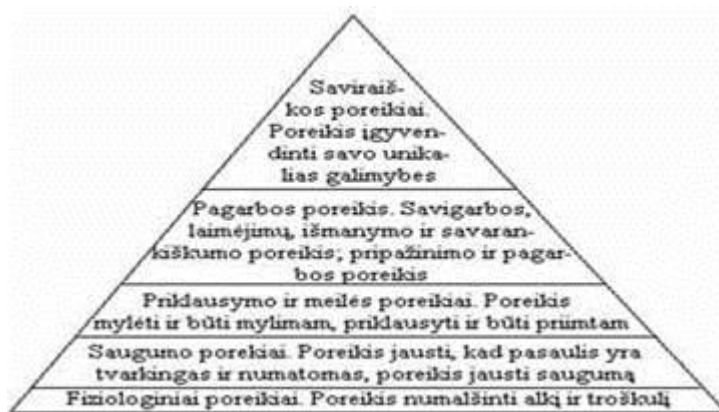 Saviraiš-
kos poreikiai.
Poreikis įgyven-
dinti savo unika-
lias galimybes
Pagarbos poreikis. Savigarbos,
laimėjimų, išmanymo ir savaran-
kiškumo poreikis; pripažinimo ir pagar-
bos poreikis
Priklausymo ir meilės poreikiai. Poreikis
mylėti ir būti mylimam, priklausyti ir būti priimtam
Saugumo porekiai. Poreikis jausti, kad pasaulis yra
tvarkingas ir numatomas, poreikis jausti saugumą
Fiziologiniai poreikiai. Poreikis numalšinti alkį ir troškulį